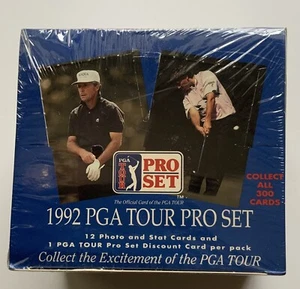 PGA TOUR
PRO
SET
TM
The Official Card of the PGA TOUR
COLLECT
ALL
300
CARDS
1992 PGA TOUR PRO SET
12 Photo and Stat Cards and
1 PGA TOUR Pro Set Discount Card per pack
Collect the Excitement of the PGA TOUR